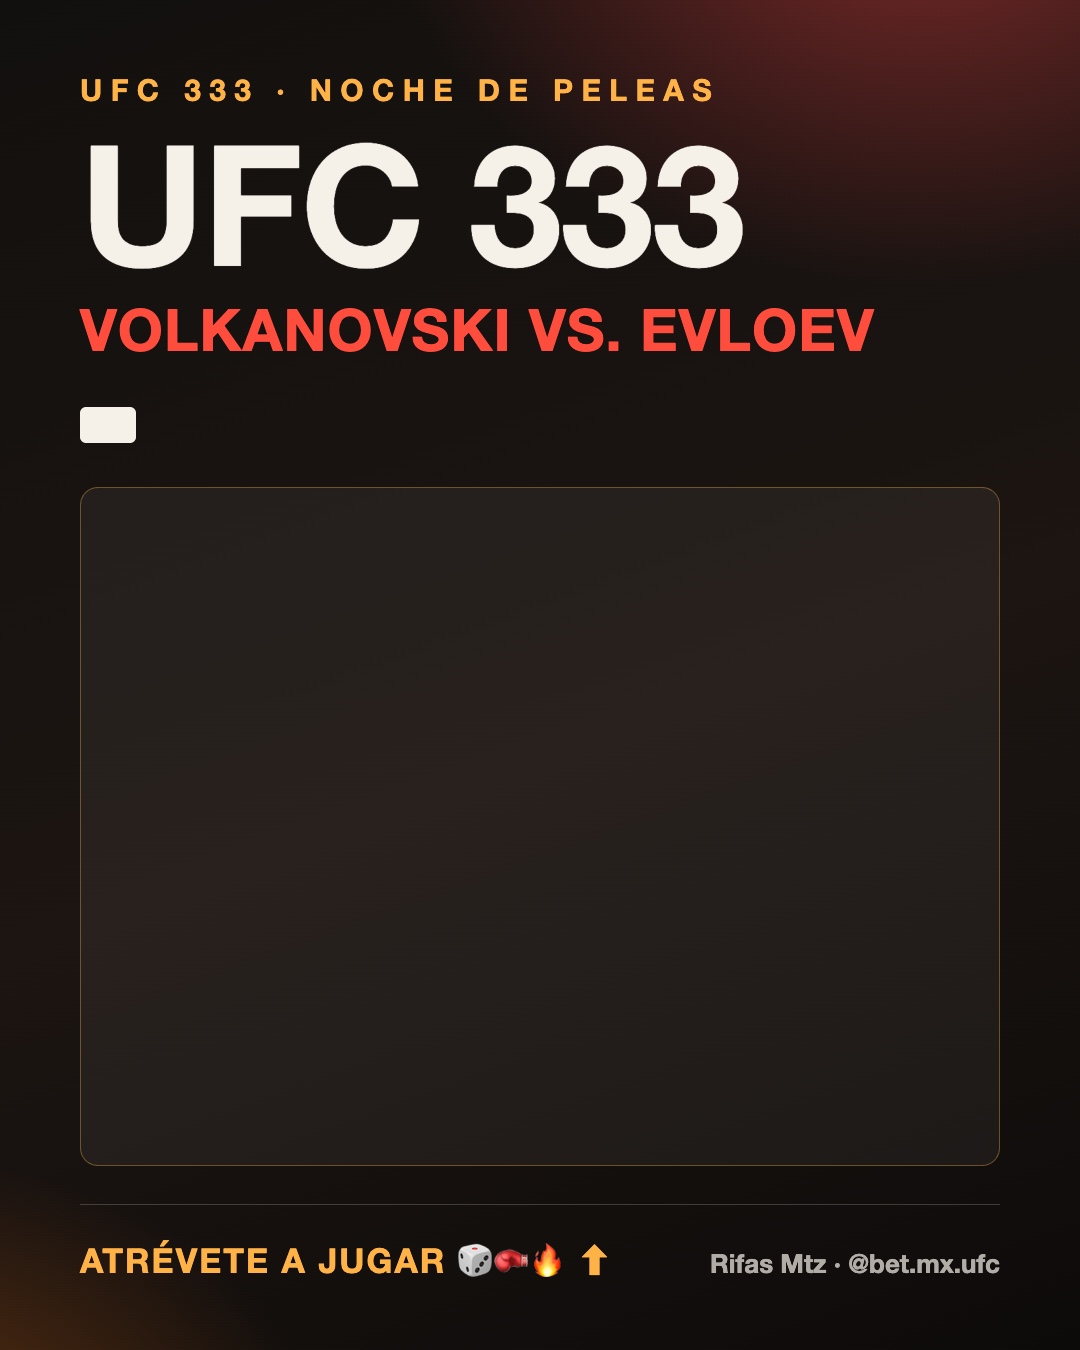 UFC 333 · NOCHE DE PELEAS
UFC 333
VOLKANOVSKI VS. EVLOEV
ATRÉVETE A JUGAR 🎲🥊🔥 ⬆
Rifas Mtz · @bet.mx.ufc